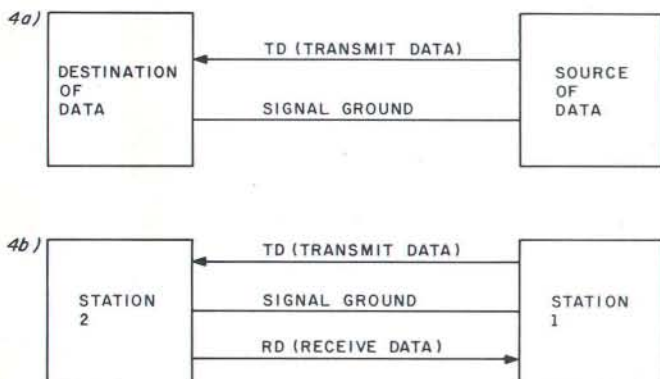 4a)
DESTINATION
OF
DATA
TD (TRANSMIT DATA)
SIGNAL GROUND
SOURCE
OF
DATA
4b)
STATION
2
TD (TRANSMIT DATA)
SIGNAL GROUND
RD (RECEIVE DATA)
STATION
1